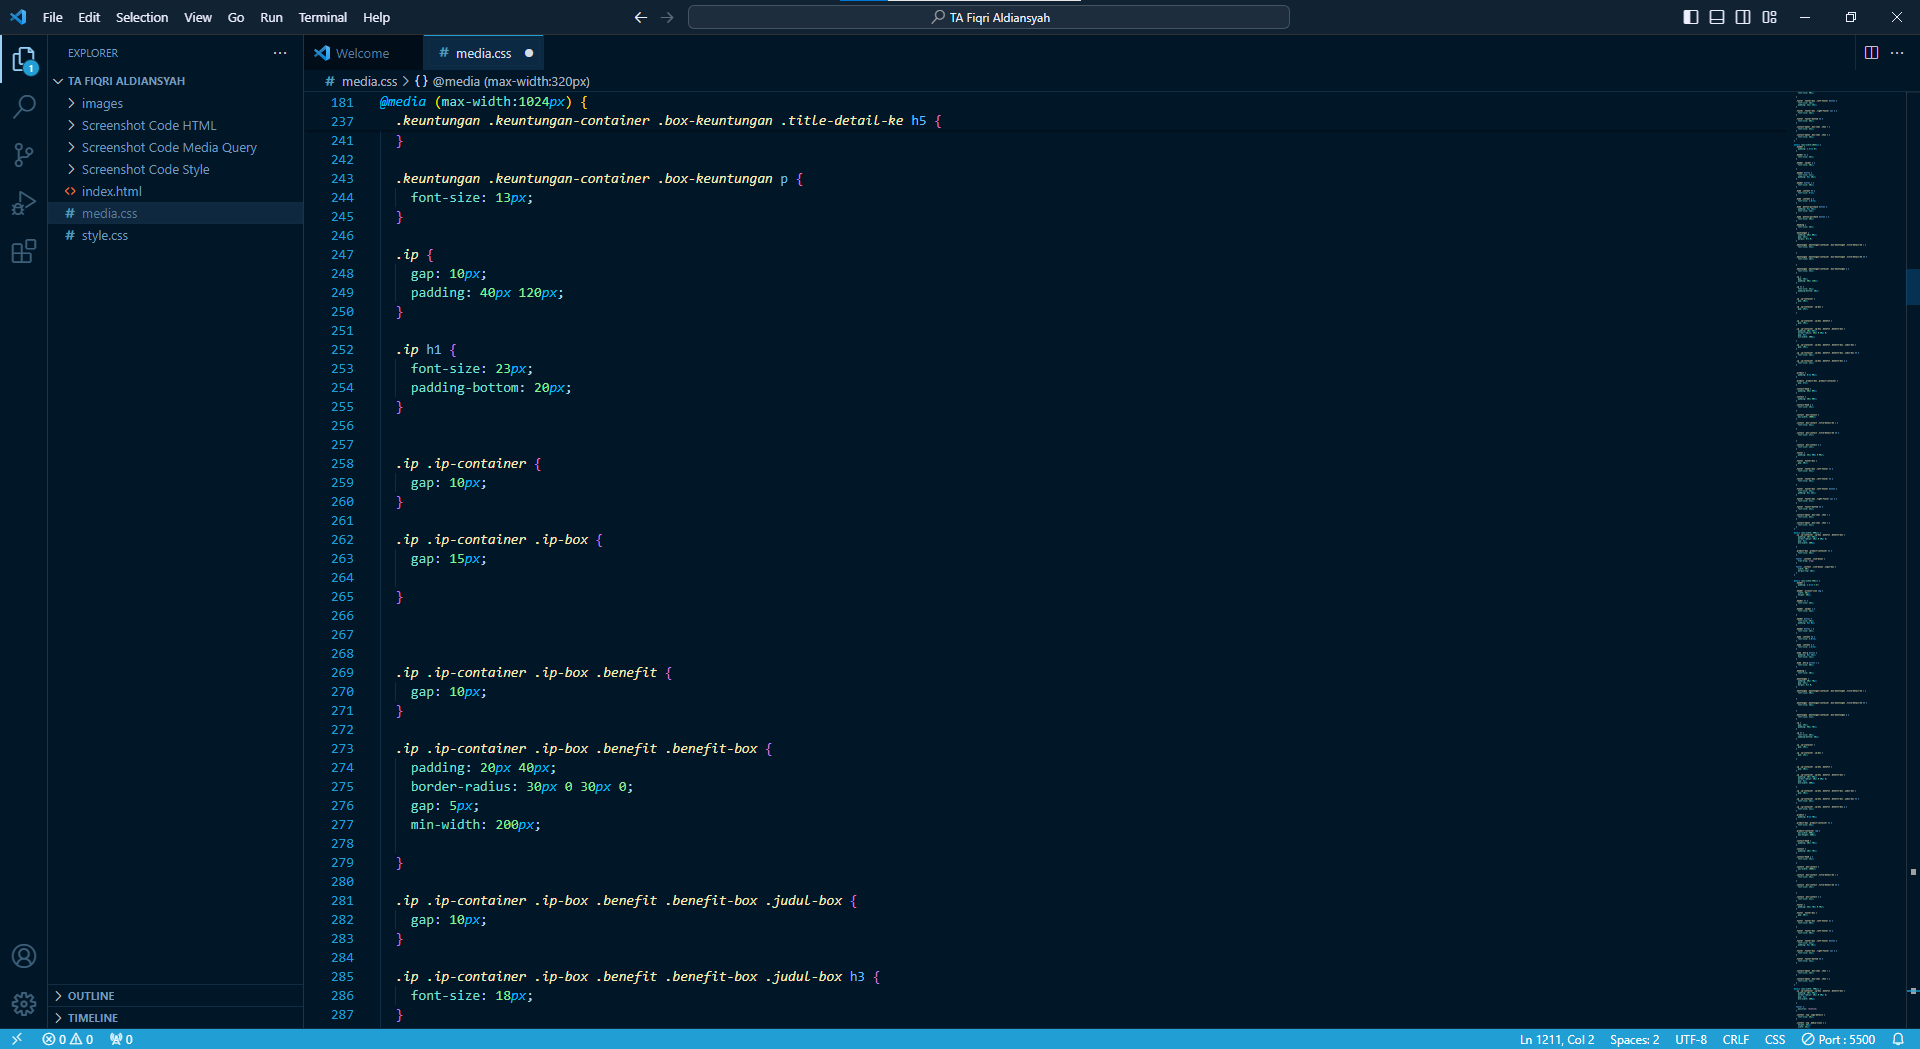 File Edit Selection View Go Run Terminal Help
TA Fiqri Aldiansyah
EXPLORER
TA FIQRI ALDIANSYAH
images
Screenshot Code HTML
Screenshot Code Media Query
Screenshot Code Style
<> index.html
# media.css
# style.css
OUTLINE
TIMELINE
1
Welcome
# media.css
# media.css > {} @media (max-width:320px)
181 @media (max-width:1024px) {
237 .keuntungan .keuntungan-container .box-keuntungan .title-detail-ke h5 {
241 }
242
243 .keuntungan .keuntungan-container .box-keuntungan p {
244 font-size: 13px;
245 }
246
247 .ip {
248 gap: 10px;
249 padding: 40px 120px;
250 }
251
252 .ip h1 {
253 font-size: 23px;
254 padding-bottom: 20px;
255 }
256
257
258 .ip .ip-container {
259 gap: 10px;
260 }
261
262 .ip .ip-container .ip-box {
263 gap: 15px;
264
265 }
266
267
268
269 .ip .ip-container .ip-box .benefit {
270 gap: 10px;
271 }
272
273 .ip .ip-container .ip-box .benefit .benefit-box {
274 padding: 20px 40px;
275 border-radius: 30px 0 30px 0;
276 gap: 5px;
277 min-width: 200px;
278
279 }
280
281 .ip .ip-container .ip-box .benefit .benefit-box .judul-box {
282 gap: 10px;
283 }
284
285 .ip .ip-container .ip-box .benefit .benefit-box .judul-box h3 {
286 font-size: 18px;
287 }
0 0 0
Ln 1211, Col 2 Spaces: 2 UTF-8 CRLF CSS Port : 5500